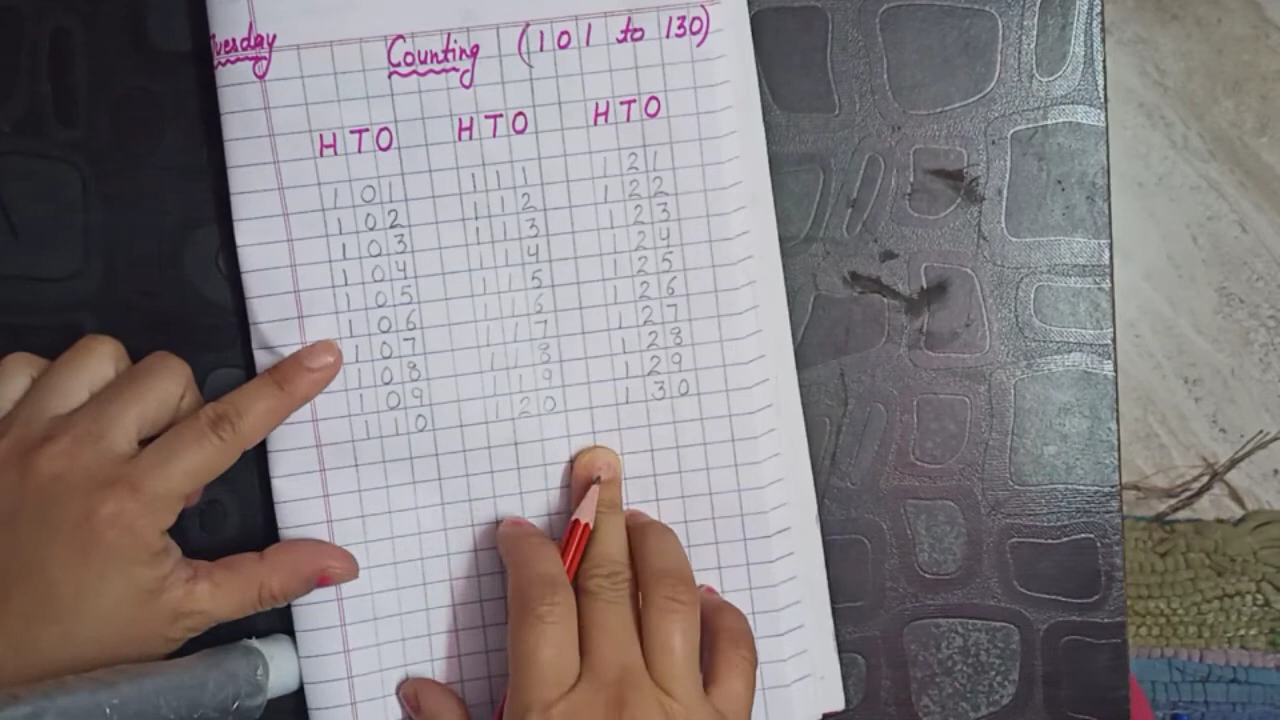 Tuesday Counting (101 to 130)
H T O H T O H T O
1 0 1 1 1 1 1 2 1
1 0 2 1 1 2 1 2 2
1 0 3 1 1 3 1 2 3
1 0 4 1 1 4 1 2 4
1 0 5 1 1 5 1 2 5
1 0 6 1 1 6 1 2 6
1 0 7 1 1 7 1 2 7
1 0 8 1 1 8 1 2 8
1 0 9 1 1 9 1 2 9
1 1 0 1 2 0 1 3 0